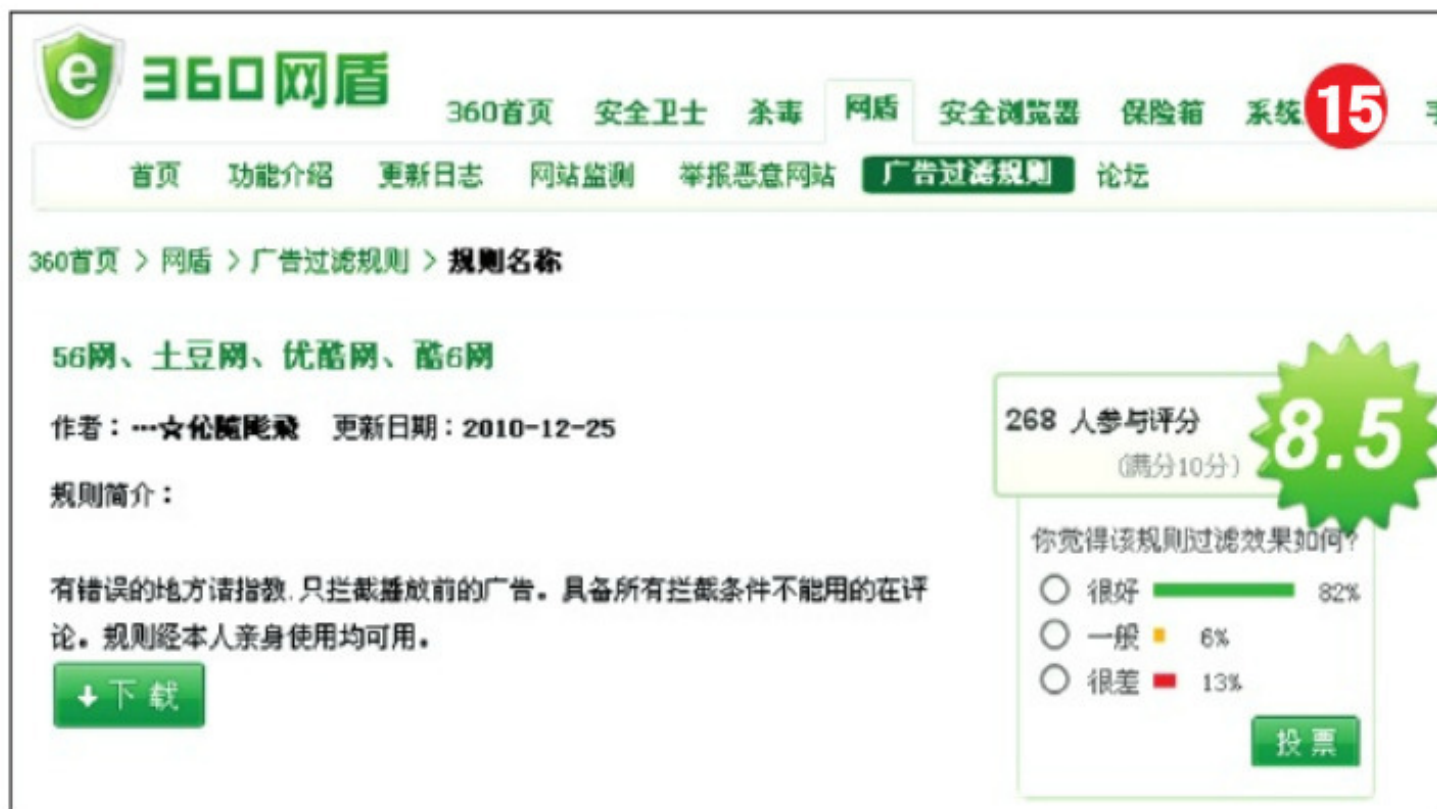 e 360网盾
360首页 安全卫士 杀毒 网盾 安全浏览器 保险箱 系统 15
首页 功能介绍 更新日志 网站监测 举报恶意网站 广告过滤规则 论坛
360首页 > 网盾 > 广告过滤规则 > 规则名称
56网、土豆网、优酷网、酷6网
作者：…☆ 更新日期：2010-12-25
规则简介：
有错误的地方请指教.只拦截播放前的广告。具备所有拦截条件不能用的在评
论。规则经本人亲身使用均可用。
↓下载
268 人参与评分
(满分10分)
8.5
你觉得该规则过滤效果如何?
很好 82%
一般 6%
很差 13%
投票